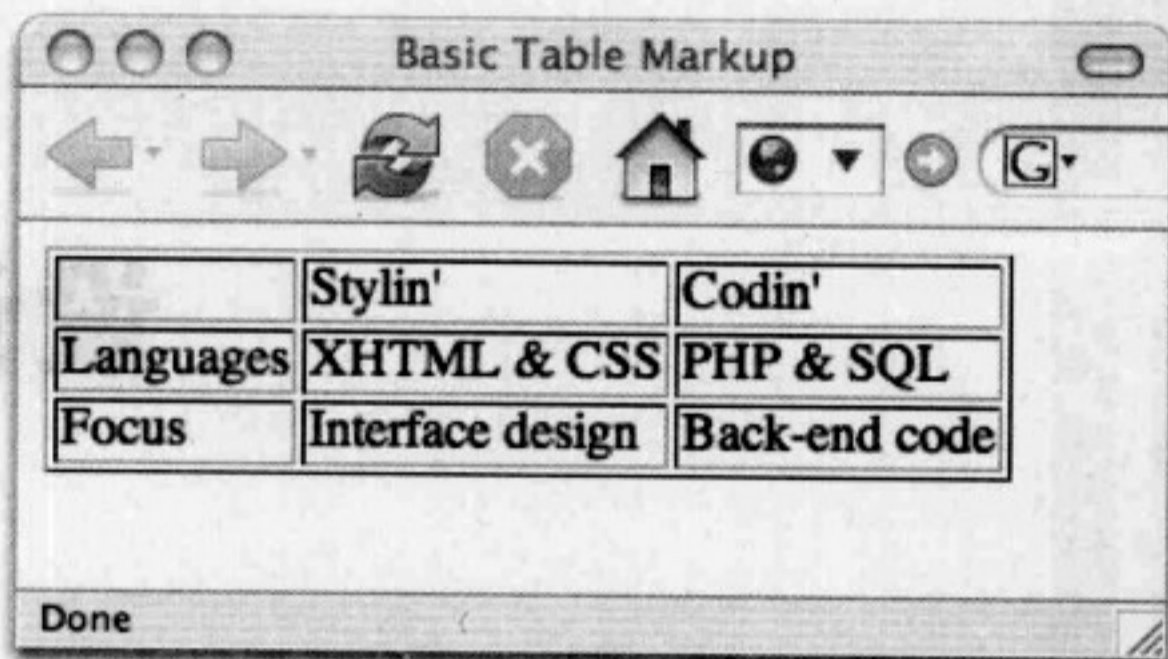 Basic Table Markup
G
Stylin' Codin'
Languages XHTML & CSS PHP & SQL
Focus Interface design Back-end code
Done